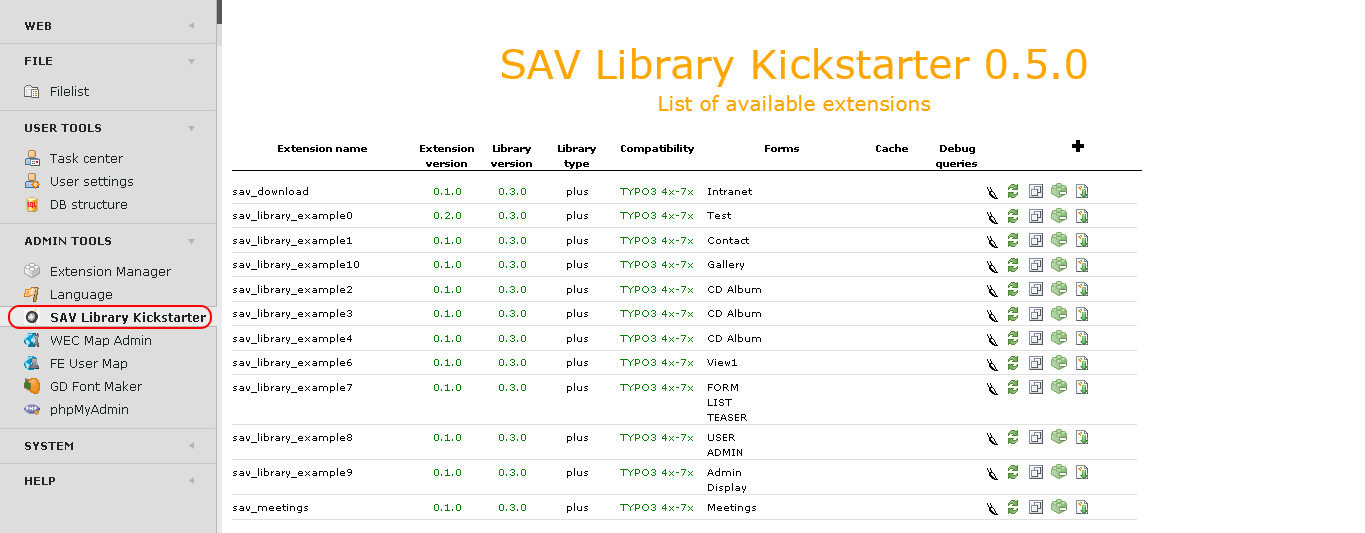 WEB
FILE
Filelist
USER TOOLS
Task center
User settings
DB structure
ADMIN TOOLS
Extension Manager
Language
SAV Library Kickstarter
WEC Map Admin
FE User Map
GD Font Maker
phpMyAdmin
SYSTEM
HELP
SAV Library Kickstarter 0.5.0
List of available extensions
Extension name Extension version Library version Library type Compatibility Forms Cache Debug queries
sav_download 0.1.0 0.3.0 plus TYPO3 4x-7x Intranet
sav_library_example0 0.2.0 0.3.0 plus TYPO3 4x-7x Test
sav_library_example1 0.1.0 0.3.0 plus TYPO3 4x-7x Contact
sav_library_example10 0.1.0 0.3.0 plus TYPO3 4x-7x Gallery
sav_library_example2 0.1.0 0.3.0 plus TYPO3 4x-7x CD Album
sav_library_example3 0.1.0 0.3.0 plus TYPO3 4x-7x CD Album
sav_library_example4 0.1.0 0.3.0 plus TYPO3 4x-7x CD Album
sav_library_example6 0.1.0 0.3.0 plus TYPO3 4x-7x View1
sav_library_example7 0.1.0 0.3.0 plus TYPO3 4x-7x FORM
LIST
TEASER
sav_library_example8 0.1.0 0.3.0 plus TYPO3 4x-7x USER
ADMIN
sav_library_example9 0.1.0 0.3.0 plus TYPO3 4x-7x Admin
Display
sav_meetings 0.1.0 0.3.0 plus TYPO3 4x-7x Meetings